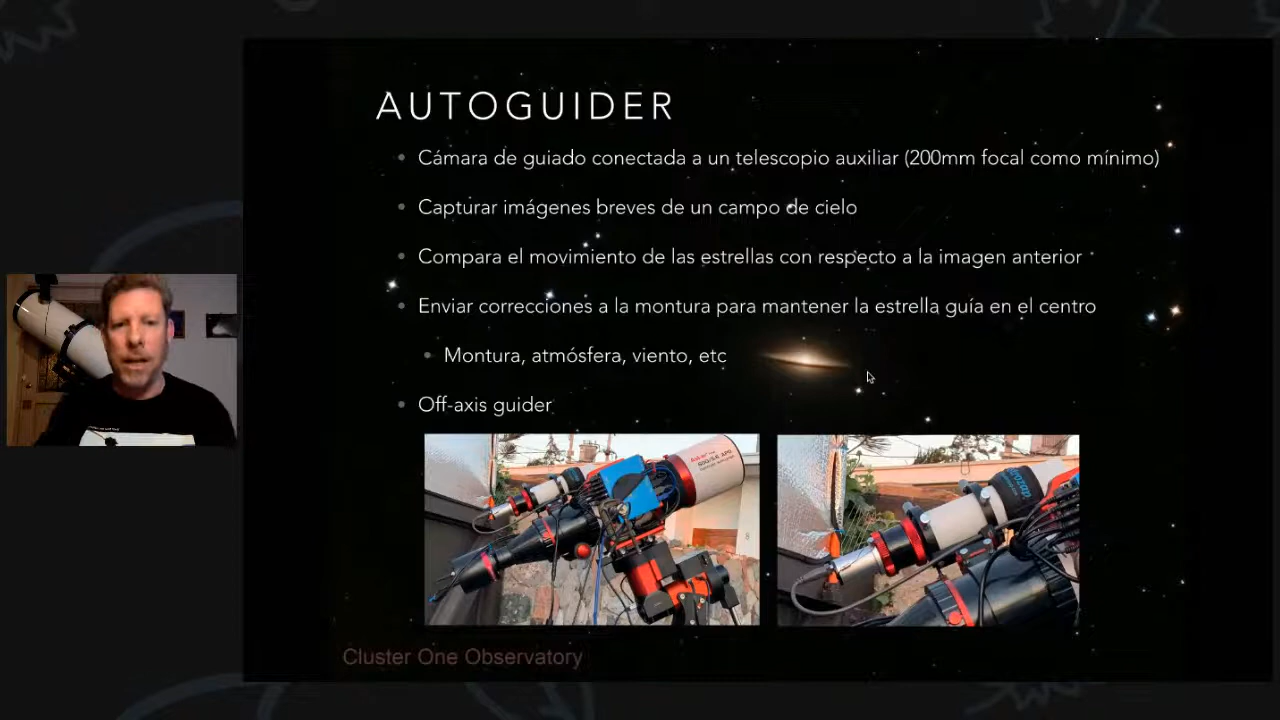 AUTOGUIDER
• Cámara de guiado conectada a un telescopio auxiliar (200mm focal como mínimo)
• Capturar imágenes breves de un campo de cielo
• Compara el movimiento de las estrellas con respecto a la imagen anterior
• Enviar correcciones a la montura para mantener la estrella guía en el centro
• Montura, atmósfera, viento, etc
• Off-axis guider
Cluster One Observatory